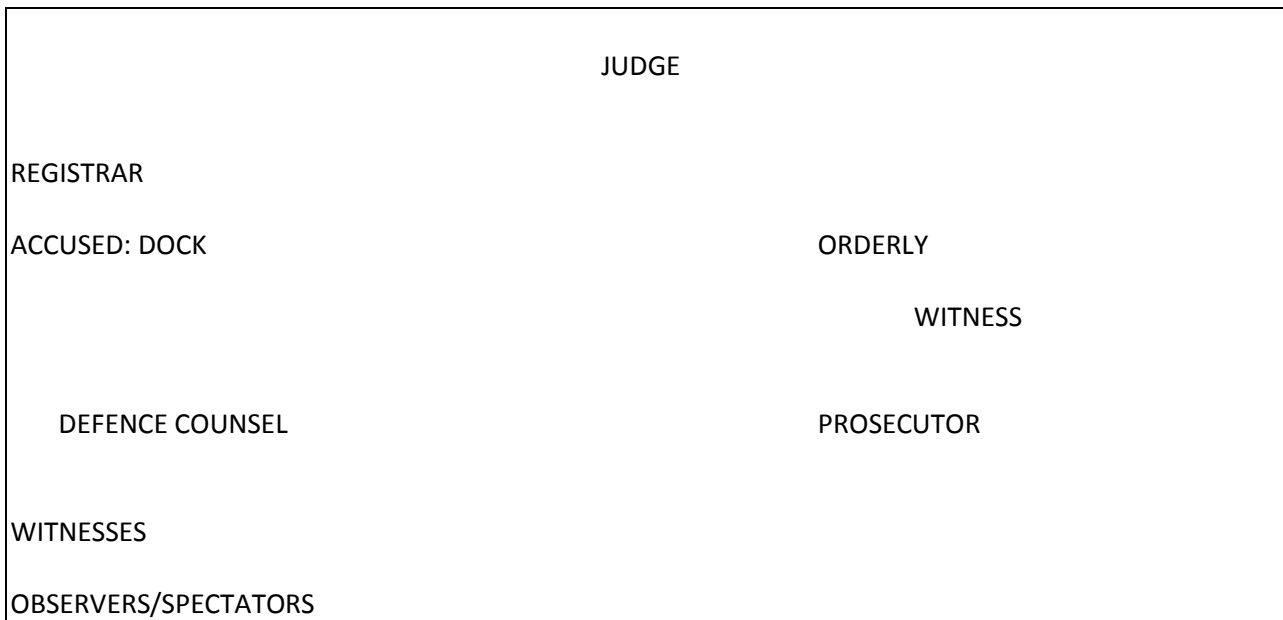 JUDGE
REGISTRAR
ACCUSED: DOCK ORDERLY
WITNESS
DEFENCE COUNSEL PROSECUTOR
WITNESSES
OBSERVERS/SPECTATORS